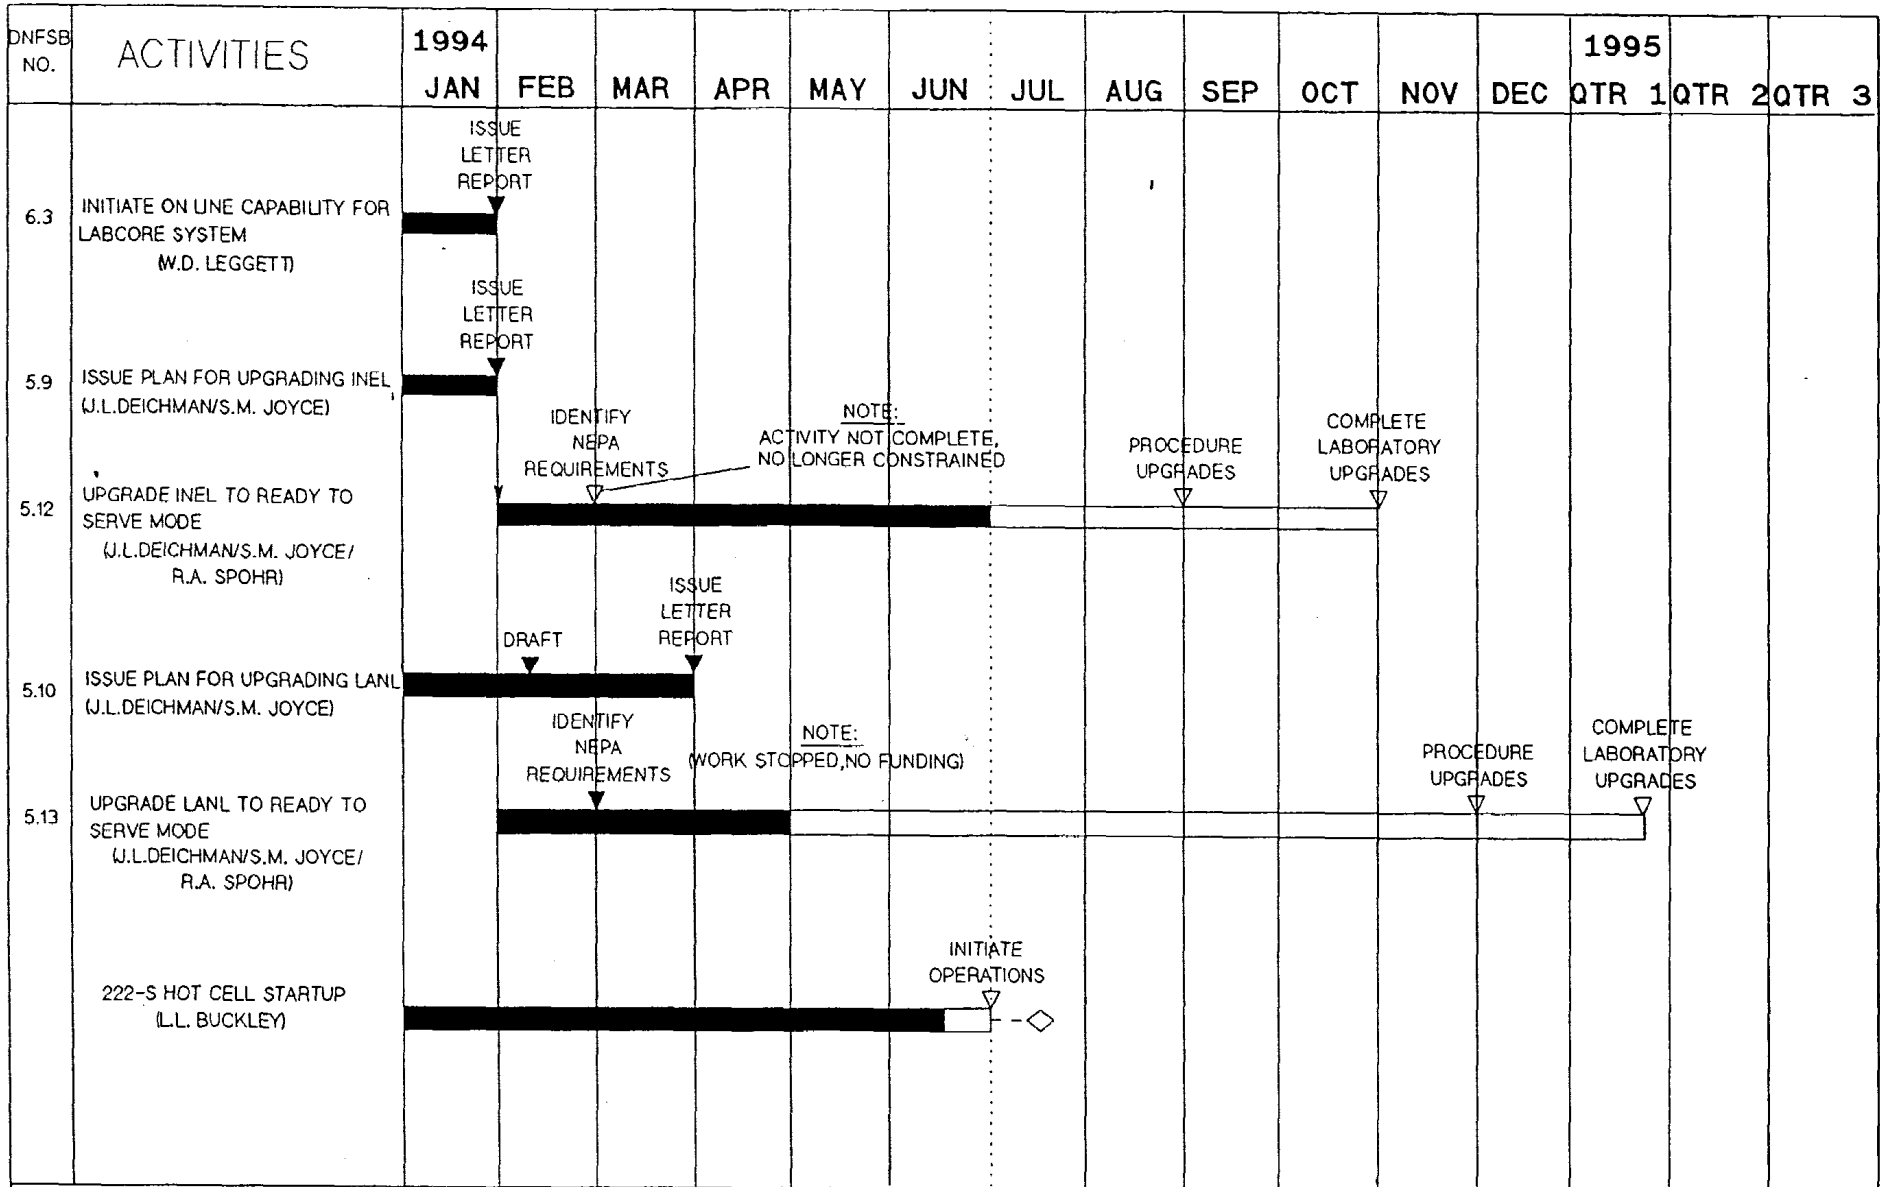 DNFSB
NO.
ACTIVITIES
1994
1995
JAN FEB MAR APR MAY JUN JUL AUG SEP OCT NOV DEC QTR 1 QTR 2 QTR 3
ISSUE
LETTER
REPORT
6.3
INITIATE ON LINE CAPABILITY FOR
LABCORE SYSTEM
(W.D. LEGGETT)
ISSUE
LETTER
REPORT
5.9
ISSUE PLAN FOR UPGRADING INEL
(J.L.DEICHMAN/S.M. JOYCE)
IDENTIFY
NEPA
REQUIREMENTS
NOTE:
ACTIVITY NOT COMPLETE,
NO LONGER CONSTRAINED
PROCEDURE
UPGRADES
COMPLETE
LABORATORY
UPGRADES
5.12
UPGRADE INEL TO READY TO
SERVE MODE
(J.L.DEICHMAN/S.M. JOYCE/
R.A. SPOHR)
DRAFT
ISSUE
LETTER
REPORT
5.10
ISSUE PLAN FOR UPGRADING LANL
(J.L.DEICHMAN/S.M. JOYCE)
IDENTIFY
NEPA
REQUIREMENTS
NOTE:
(WORK STOPPED,NO FUNDING)
PROCEDURE
UPGRADES
COMPLETE
LABORATORY
UPGRADES
5.13
UPGRADE LANL TO READY TO
SERVE MODE
(J.L.DEICHMAN/S.M. JOYCE/
R.A. SPOHR)
INITIATE
OPERATIONS
222-S HOT CELL STARTUP
(L.L. BUCKLEY)